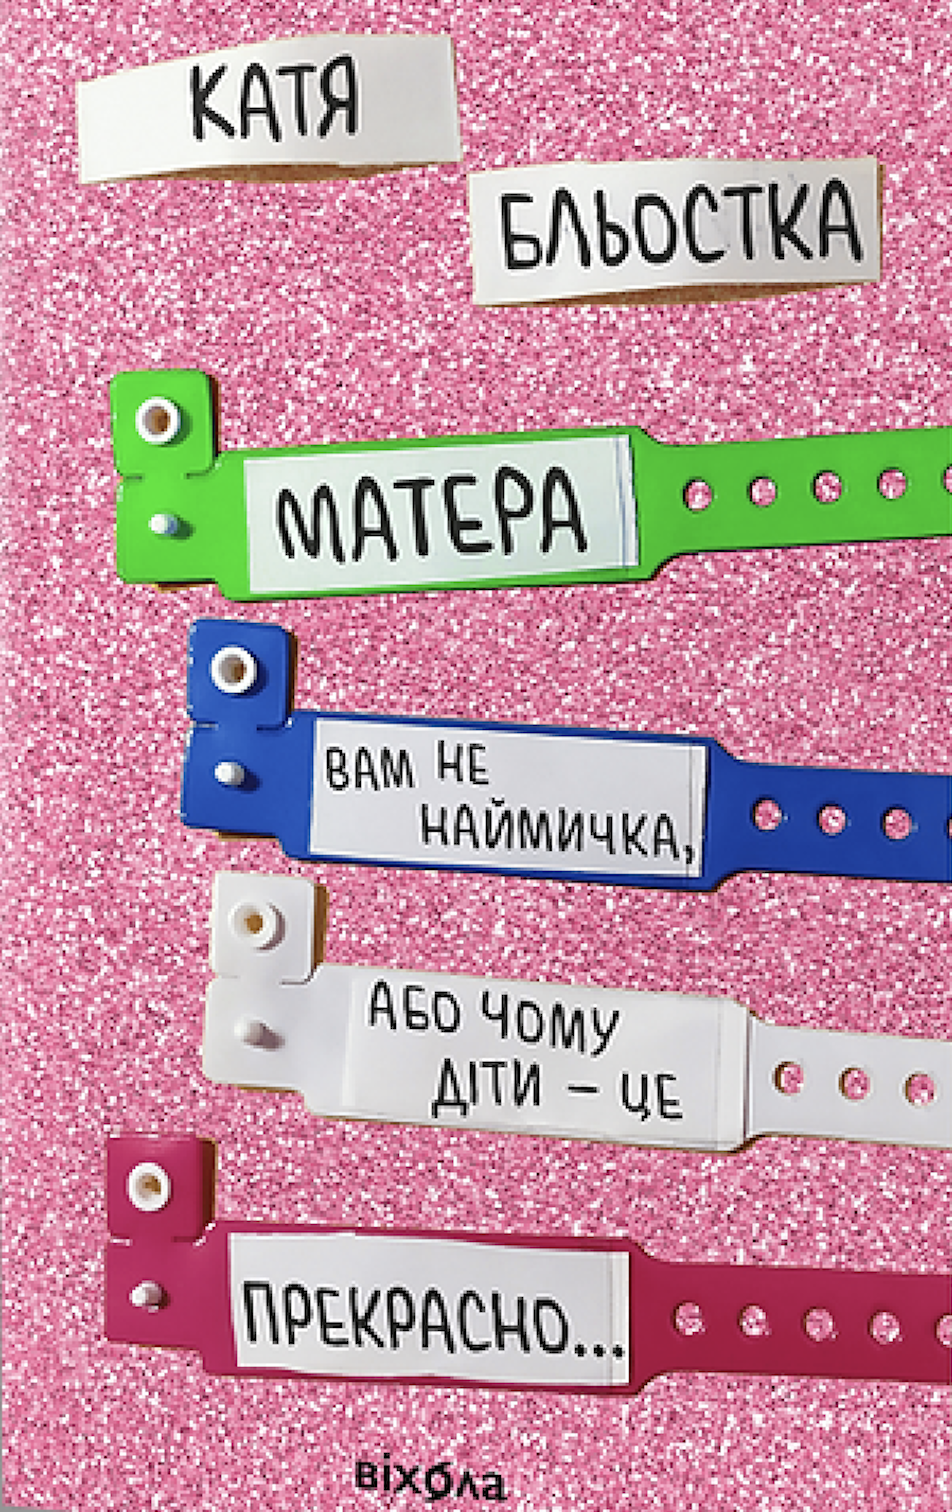 КАТЯ
БЛЬОСТКА
МАТЕРА
ВАМ НЕ
НАЙМИЧКА,
АБО ЧОМУ
ДІТИ – ЦЕ
ПРЕКРАСНО...
віхола